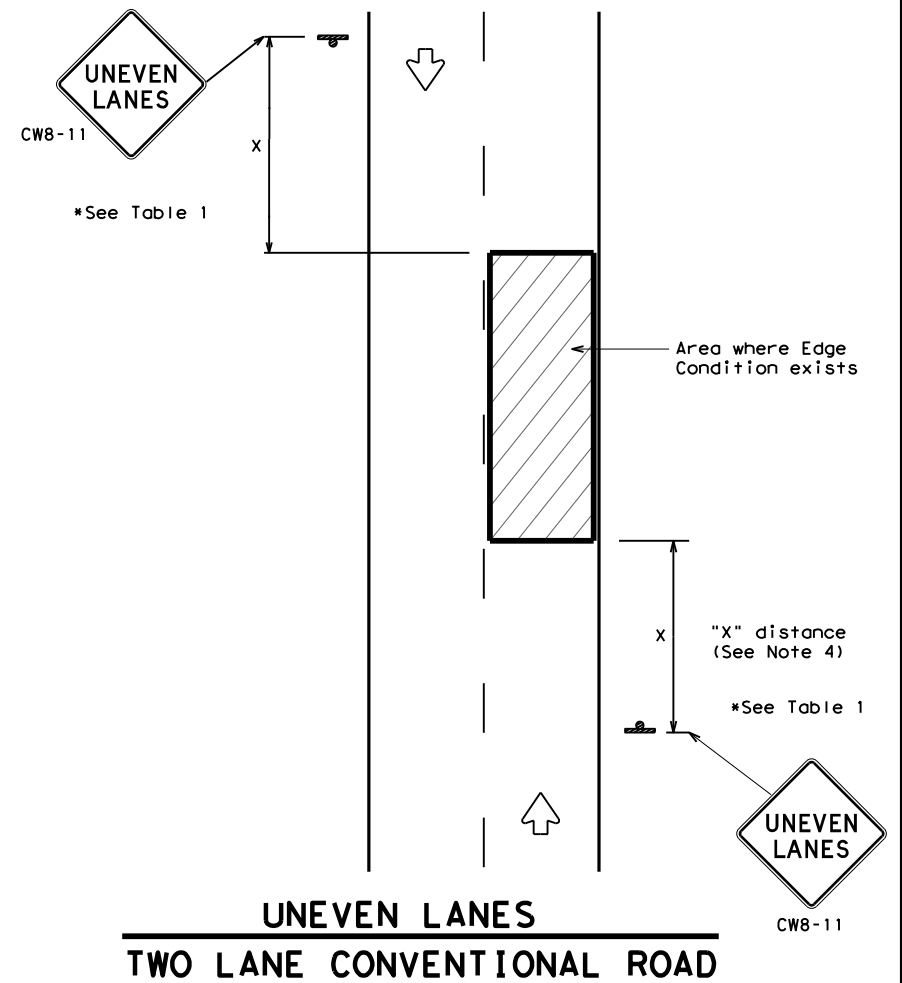 UNEVEN
LANES
CW8-11
X
*See Table 1
Area where Edge
Condition exists
X
"X" distance
(See Note 4)
*See Table 1
UNEVEN
LANES
CW8-11
UNEVEN LANES
TWO LANE CONVENTIONAL ROAD